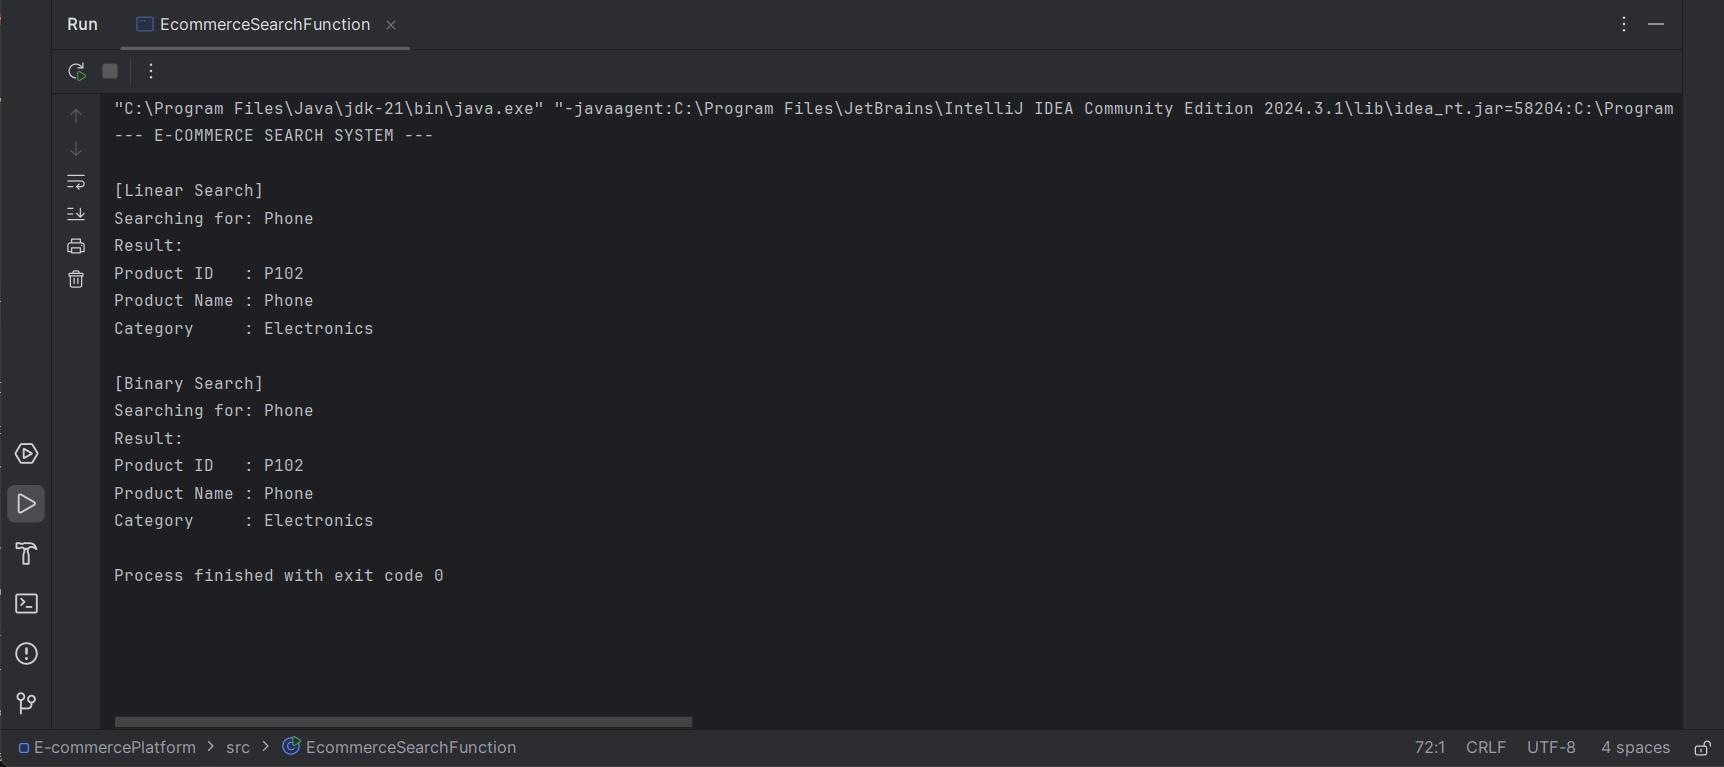 Run EcommerceSearchFunction
"C:\Program Files\Java\jdk-21\bin\java.exe" "-javaagent:C:\Program Files\JetBrains\IntelliJ IDEA Community Edition 2024.3.1\lib\idea_rt.jar=58204:C:\Program
--- E-COMMERCE SEARCH SYSTEM ---
[Linear Search]
Searching for: Phone
Result:
Product ID   : P102
Product Name : Phone
Category     : Electronics
[Binary Search]
Searching for: Phone
Result:
Product ID   : P102
Product Name : Phone
Category     : Electronics
Process finished with exit code 0
E-commercePlatform > src > EcommerceSearchFunction 72:1 CRLF UTF-8 4 spaces